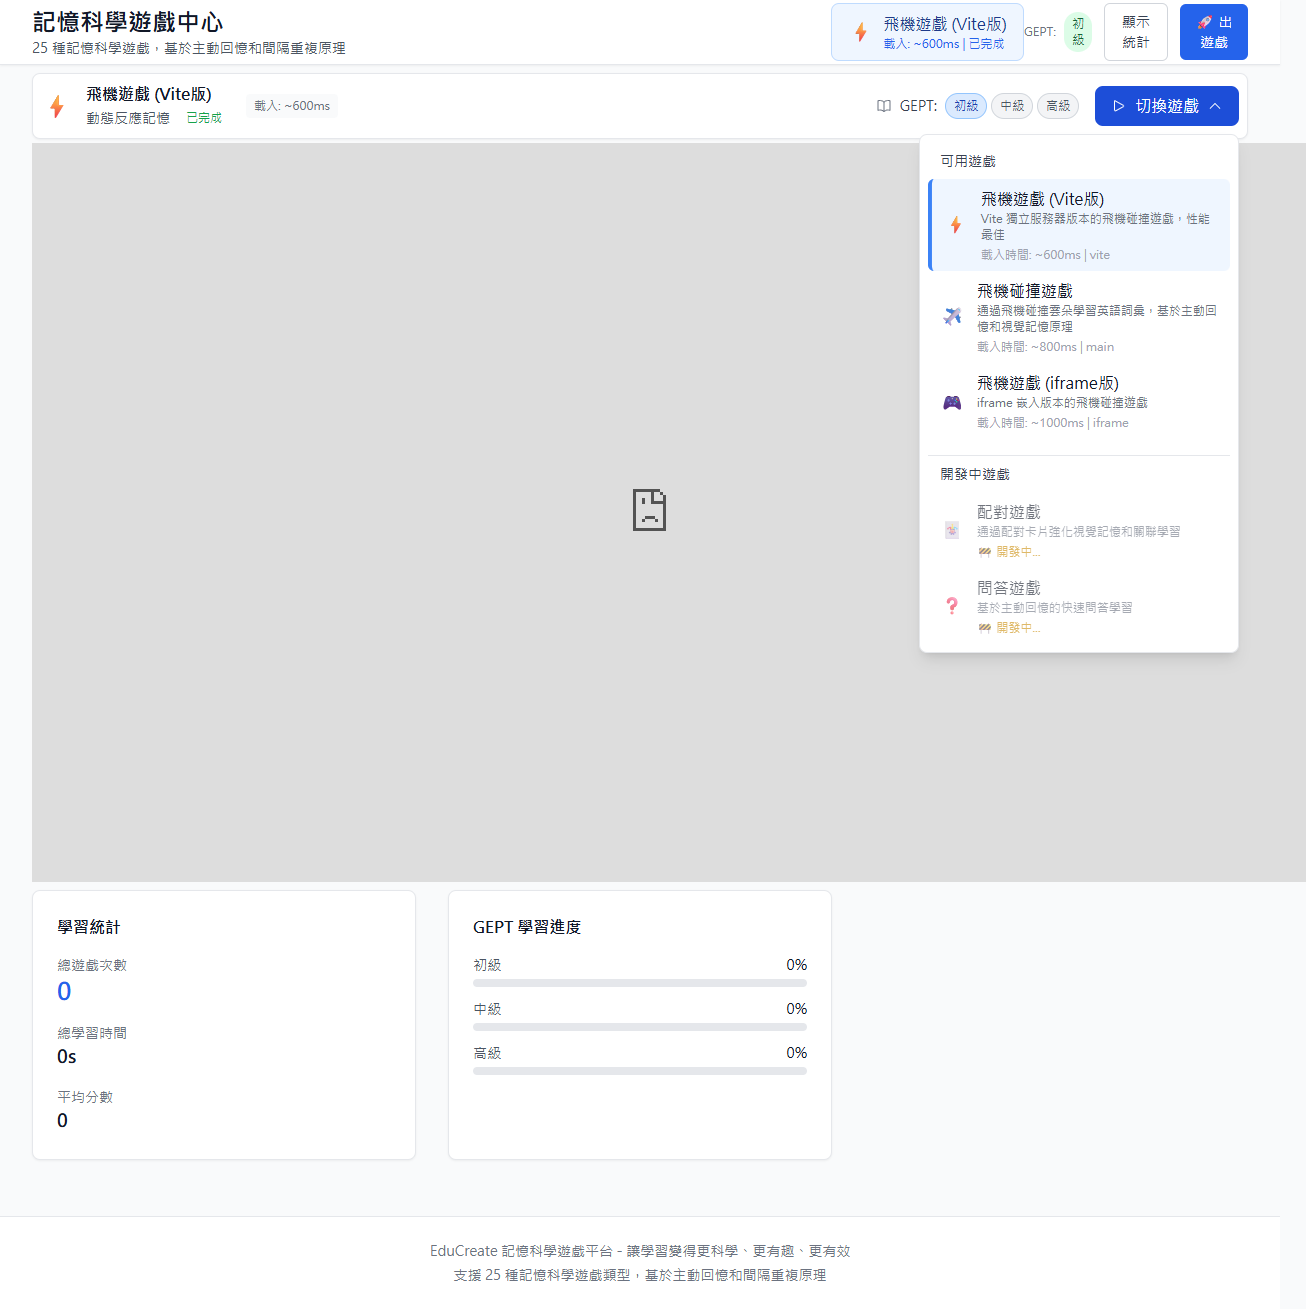 記憶科學遊戲中心
25 種記憶科學遊戲，基於主動回憶和間隔重複原理
飛機遊戲 (Vite版)
載入: ~600ms | 已完成
GEPT:
初
級
顯示
統計
🚀 出
遊戲
飛機遊戲 (Vite版)
動態反應記憶 已完成
載入: ~600ms
GEPT: 初級 中級 高級
切換遊戲
可用遊戲
飛機遊戲 (Vite版)
Vite 獨立服務器版本的飛機碰撞遊戲，性能
最佳
載入時間: ~600ms | vite
飛機碰撞遊戲
通過飛機碰撞雲朵學習英語詞彙，基於主動回
憶和視覺記憶原理
載入時間: ~800ms | main
飛機遊戲 (iframe版)
iframe 嵌入版本的飛機碰撞遊戲
載入時間: ~1000ms | iframe
開發中遊戲
配對遊戲
通過配對卡片強化視覺記憶和關聯學習
🚧 開發中...
問答遊戲
基於主動回憶的快速問答學習
🚧 開發中...
學習統計
總遊戲次數
0
總學習時間
0s
平均分數
0
GEPT 學習進度
初級 0%
中級 0%
高級 0%
EduCreate 記憶科學遊戲平台 - 讓學習變得更科學、更有趣、更有效
支援 25 種記憶科學遊戲類型，基於主動回憶和間隔重複原理